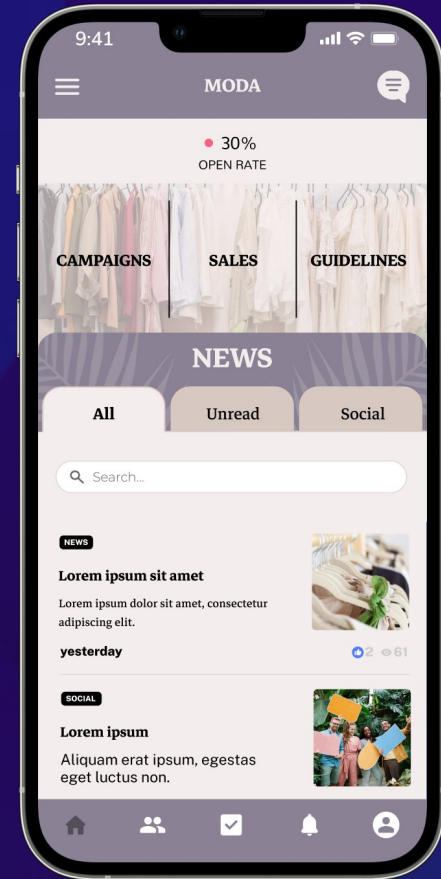 9:41
MODA
30%
OPEN RATE
CAMPAIGNS SALES GUIDELINES
NEWS
All Unread Social
Search...
NEWS
Lorem ipsum sit amet
Lorem ipsum dolor sit amet, consectetur
adipiscing elit.
yesterday 2 61
SOCIAL
Lorem ipsum
Aliquam erat ipsum, egestas
eget luctus non.